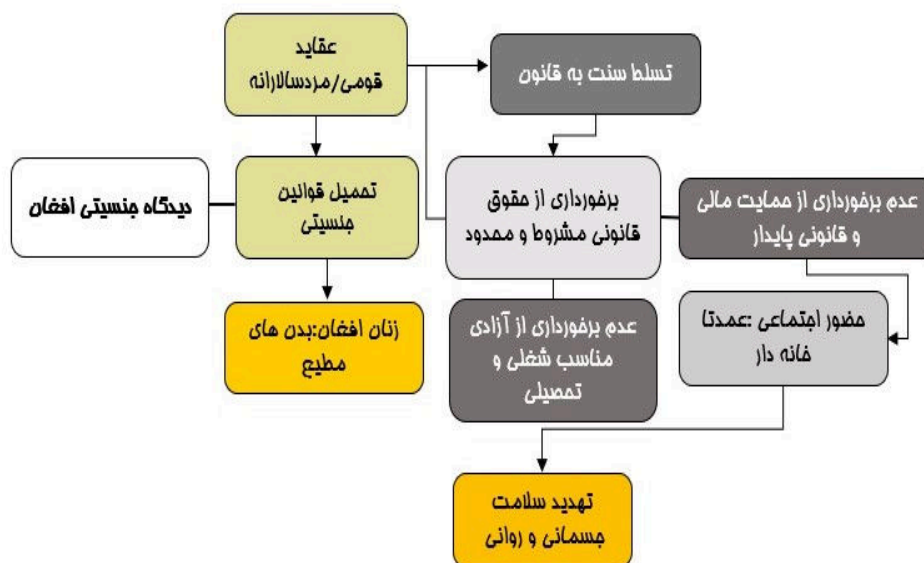 عقاید
قومی/مردسالارانه
تسلط سنت به قانون
دیدگاه جنسیتی افغان
تحمیل قوانین
جنسیتی
برخورداری از حقوق
قانونی مشروط و محدود
عدم برخورداری از حمایت مالی
و قانونی پایدار
زنان افغان:بدن های
مطیع
عدم برخورداری از آزادی
مناسب شغلی و
تحصیلی
حضور اجتماعی :عمدتا
خانه دار
تهدید سلامت
جسمانی و روانی